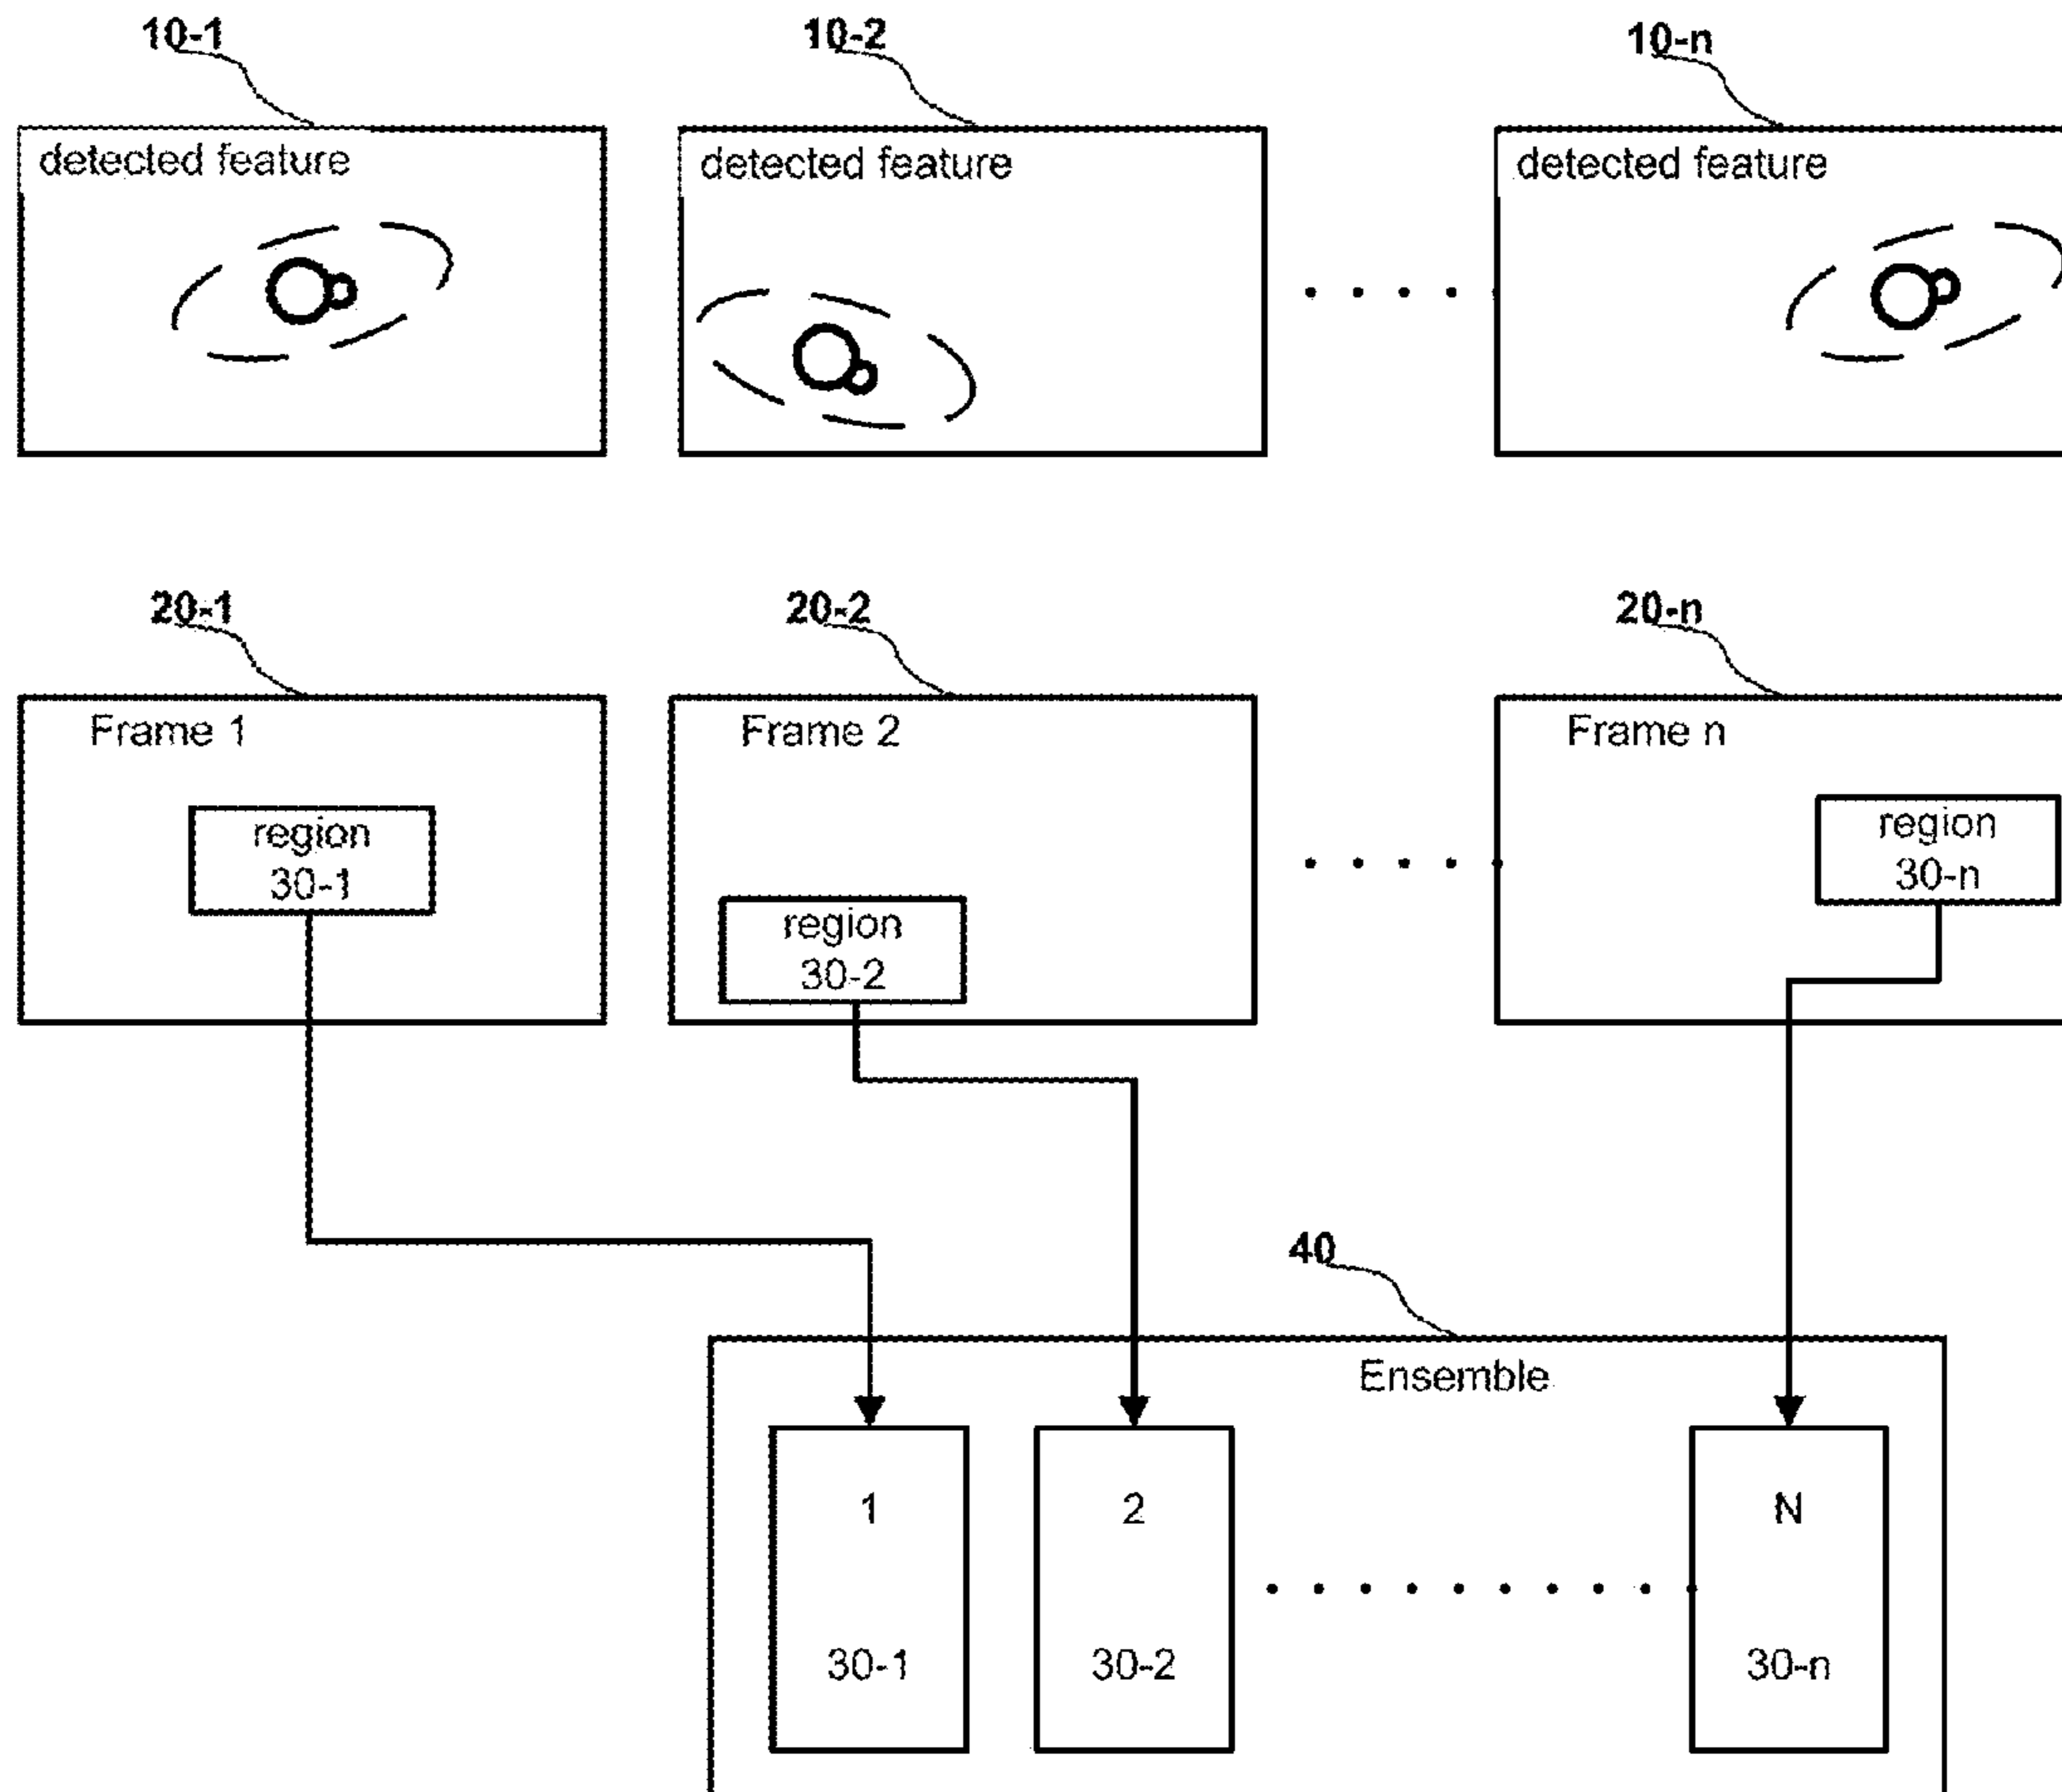 10-1
10-2
10-n
detected feature
detected feature
detected feature
20-1
20-2
20-n
Frame 1
Frame 2
Frame n
region
30-1
region
30-2
region
30-n
40
Ensemble
1
2
N
30-1
30-2
30-n